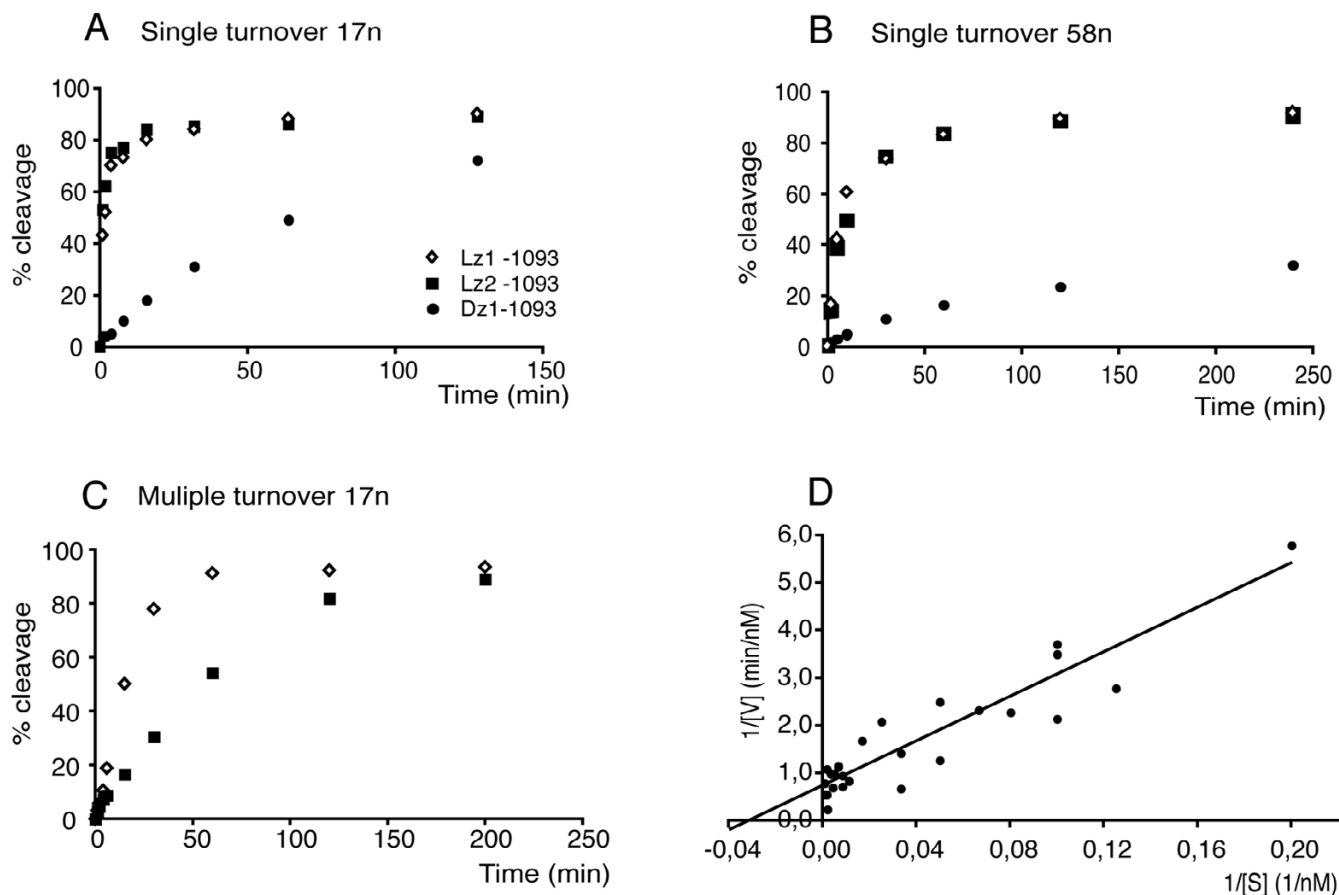 A Single turnover 17n
100
80
60
40
20
0
% cleavage
0 50 100 150
Time (min)
Lz1 -1093
Lz2 -1093
Dz1-1093
B Single turnover 58n
100
80
60
40
20
0
% cleavage
0 50 100 150 200 250
Time (min)
C Muliple turnover 17n
100
80
60
40
20
0
% cleavage
0 50 100 150 200 250
Time (min)
D
6,0
5,0
4,0
3,0
2,0
1,0
0,0
1/[V] (min/nM)
-0,04 0,00 0,04 0,08 0,12 0,16 0,20
1/[S] (1/nM)